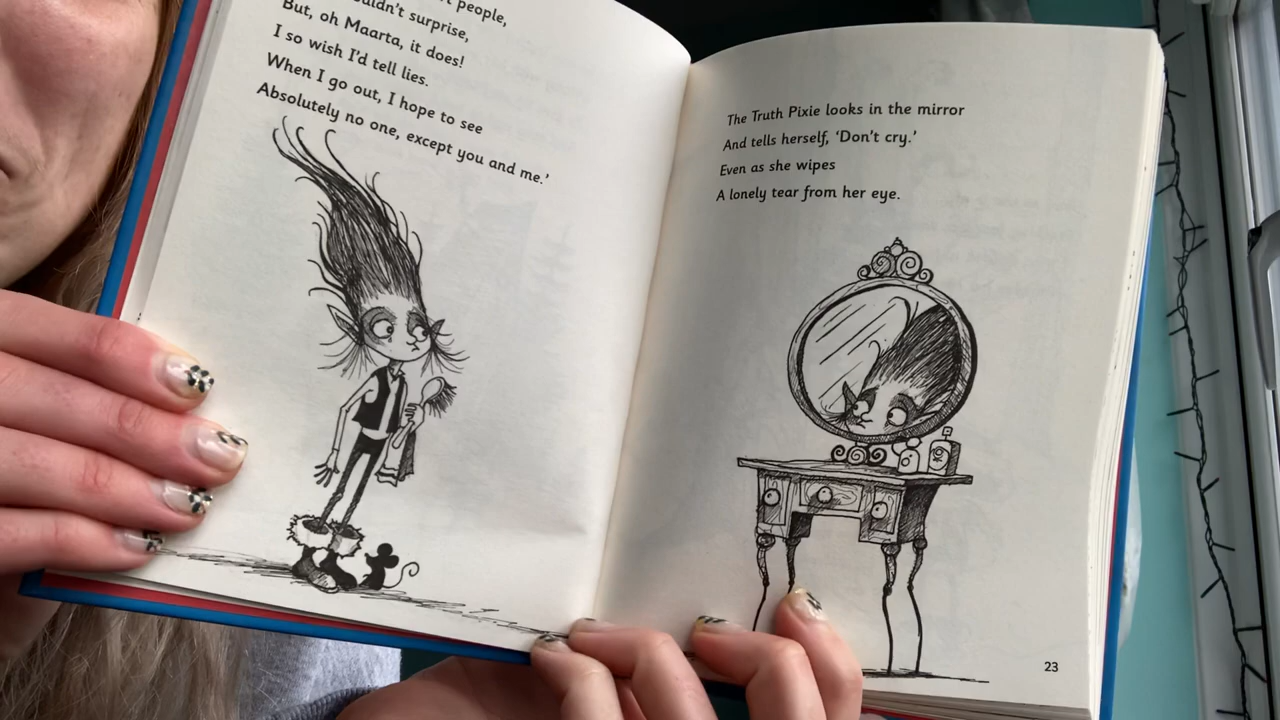 people,
surprise,
But, oh Maarta, it does!
I so wish I'd tell lies.
When I go out, I hope to see
Absolutely no one, except you and me.'
The Truth Pixie looks in the mirror
And tells herself, 'Don't cry.'
Even as she wipes
A lonely tear from her eye.
23